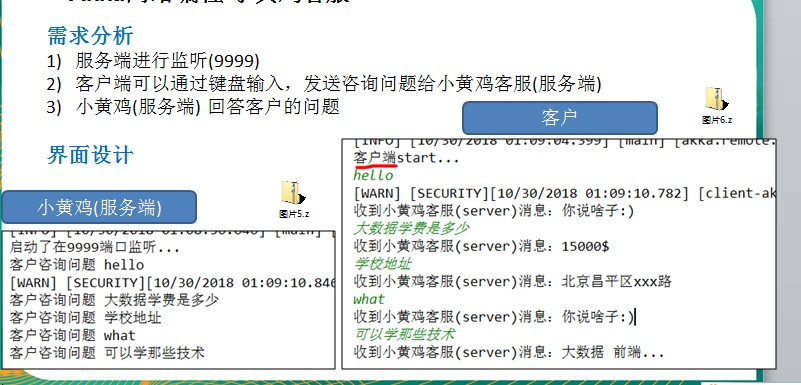 需求分析
1) 服务端进行监听(9999)
2) 客户端可以通过键盘输入，发送咨询问题给小黄鸡客服(服务端)
3) 小黄鸡(服务端) 回答客户的问题
图片6.z
客户
界面设计
图片5.z
小黄鸡(服务端)
启动了在9999端口监听...
客户咨询问题 hello
[WARN] [SECURITY][10/30/2018 01:09:10.846
客户咨询问题 大数据学费是多少
客户咨询问题 学校地址
客户咨询问题 what
客户咨询问题 可以学那些技术
[INFO] [10/30/2018 01:09:04.399] [main] [akka.remote.
客户端start...
hello
[WARN] [SECURITY][10/30/2018 01:09:10.782] [client-ak
收到小黄鸡客服(server)消息：你说啥子:)
大数据学费是多少
收到小黄鸡客服(server)消息：15000$
学校地址
收到小黄鸡客服(server)消息：北京昌平区xxx路
what
收到小黄鸡客服(server)消息：你说啥子:)
可以学那些技术
收到小黄鸡客服(server)消息：大数据 前端...